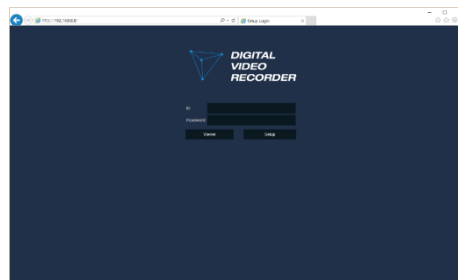 Setup Login
DIGITAL
VIDEO
RECORDER
ID
Password
Viewer
Setup